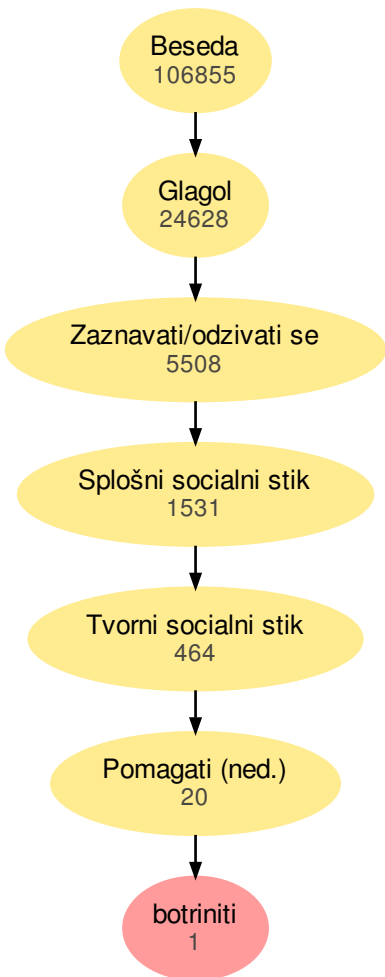 Beseda
106855
Glagol
24628
Zaznavati/odzivati se
5508
Splošni socialni stik
1531
Tvorni socialni stik
464
Pomagati (ned.)
20
botriniti
1